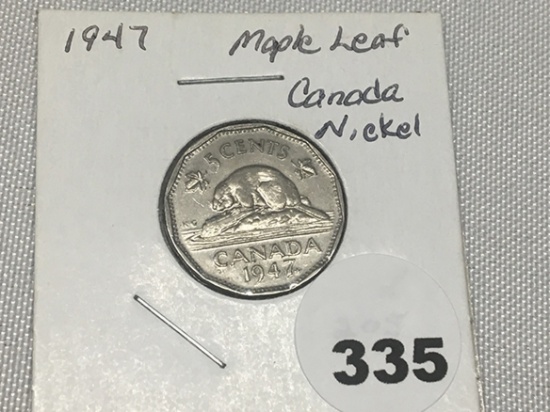 1947 Maple Leaf
Canada
Nickel
5 CENTS
CANADA
1947
335